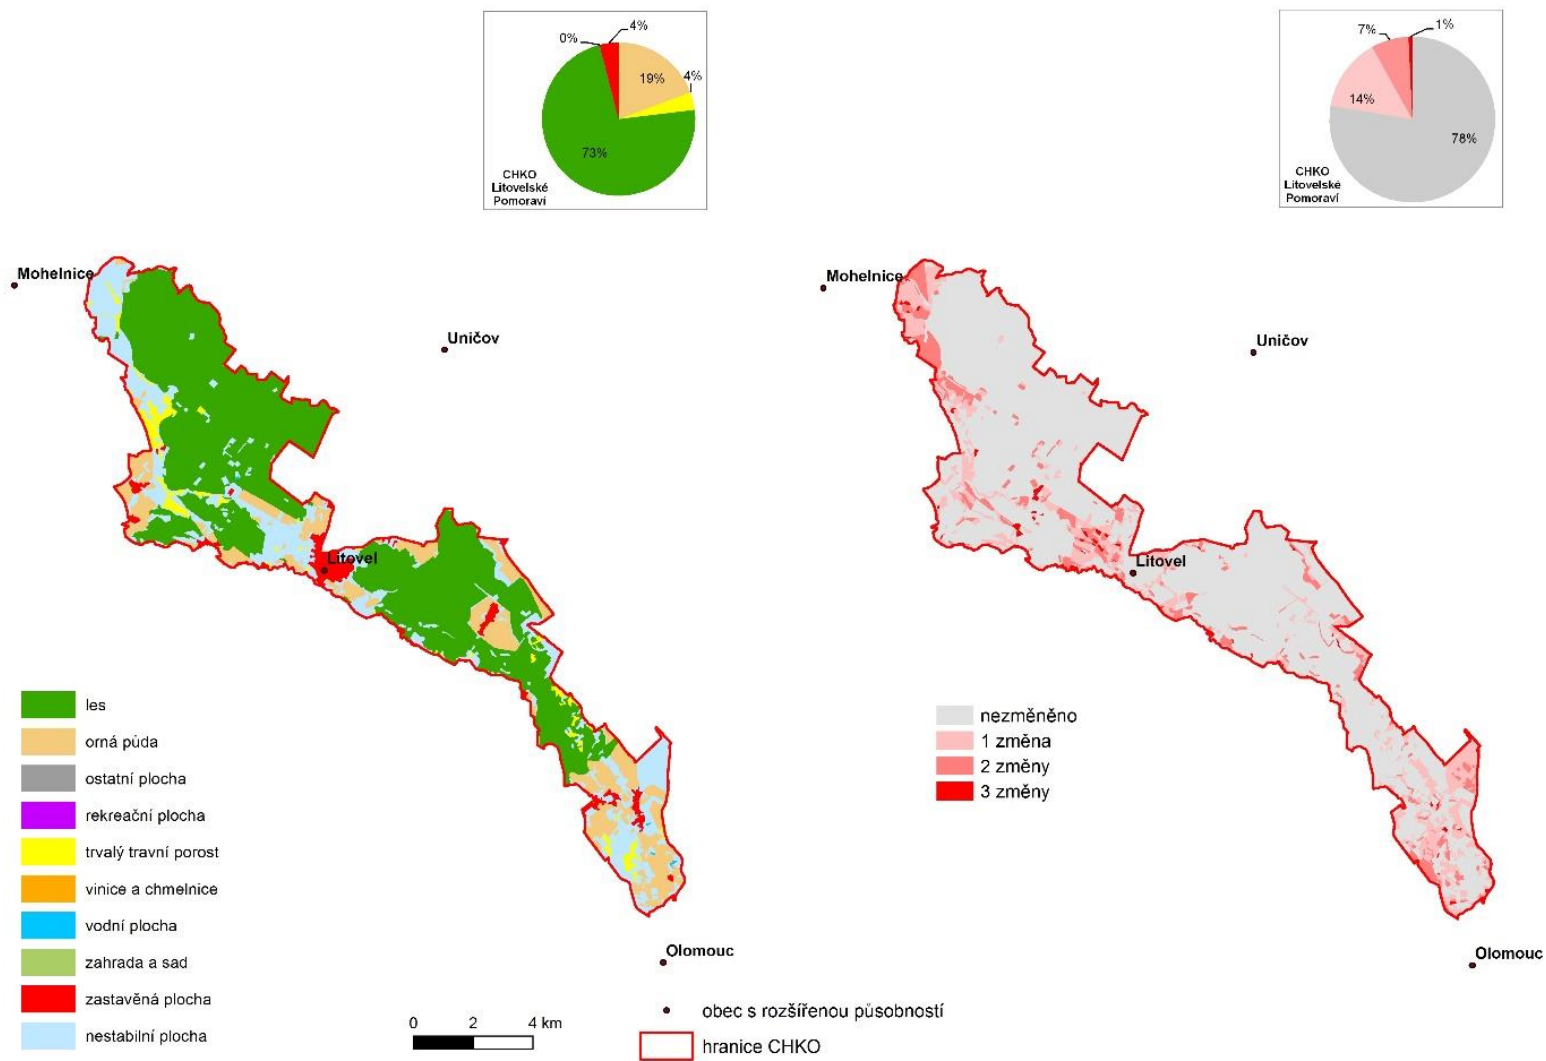 0%
4%
19%
4%
73%
CHKO
Litovelské
Pomoraví
7%
1%
14%
78%
CHKO
Litovelské
Pomoraví
Mohelnice
Uničov
Litovel
Olomouc
Mohelnice
Uničov
Litovel
Olomouc
les
orná půda
ostatní plocha
rekreační plocha
trvalý travní porost
vinice a chmelnice
vodní plocha
zahrada a sad
zastavěná plocha
nestabilní plocha
nezměněno
1 změna
2 změny
3 změny
0 2 4 km
obec s rozšířenou působností
hranice CHKO